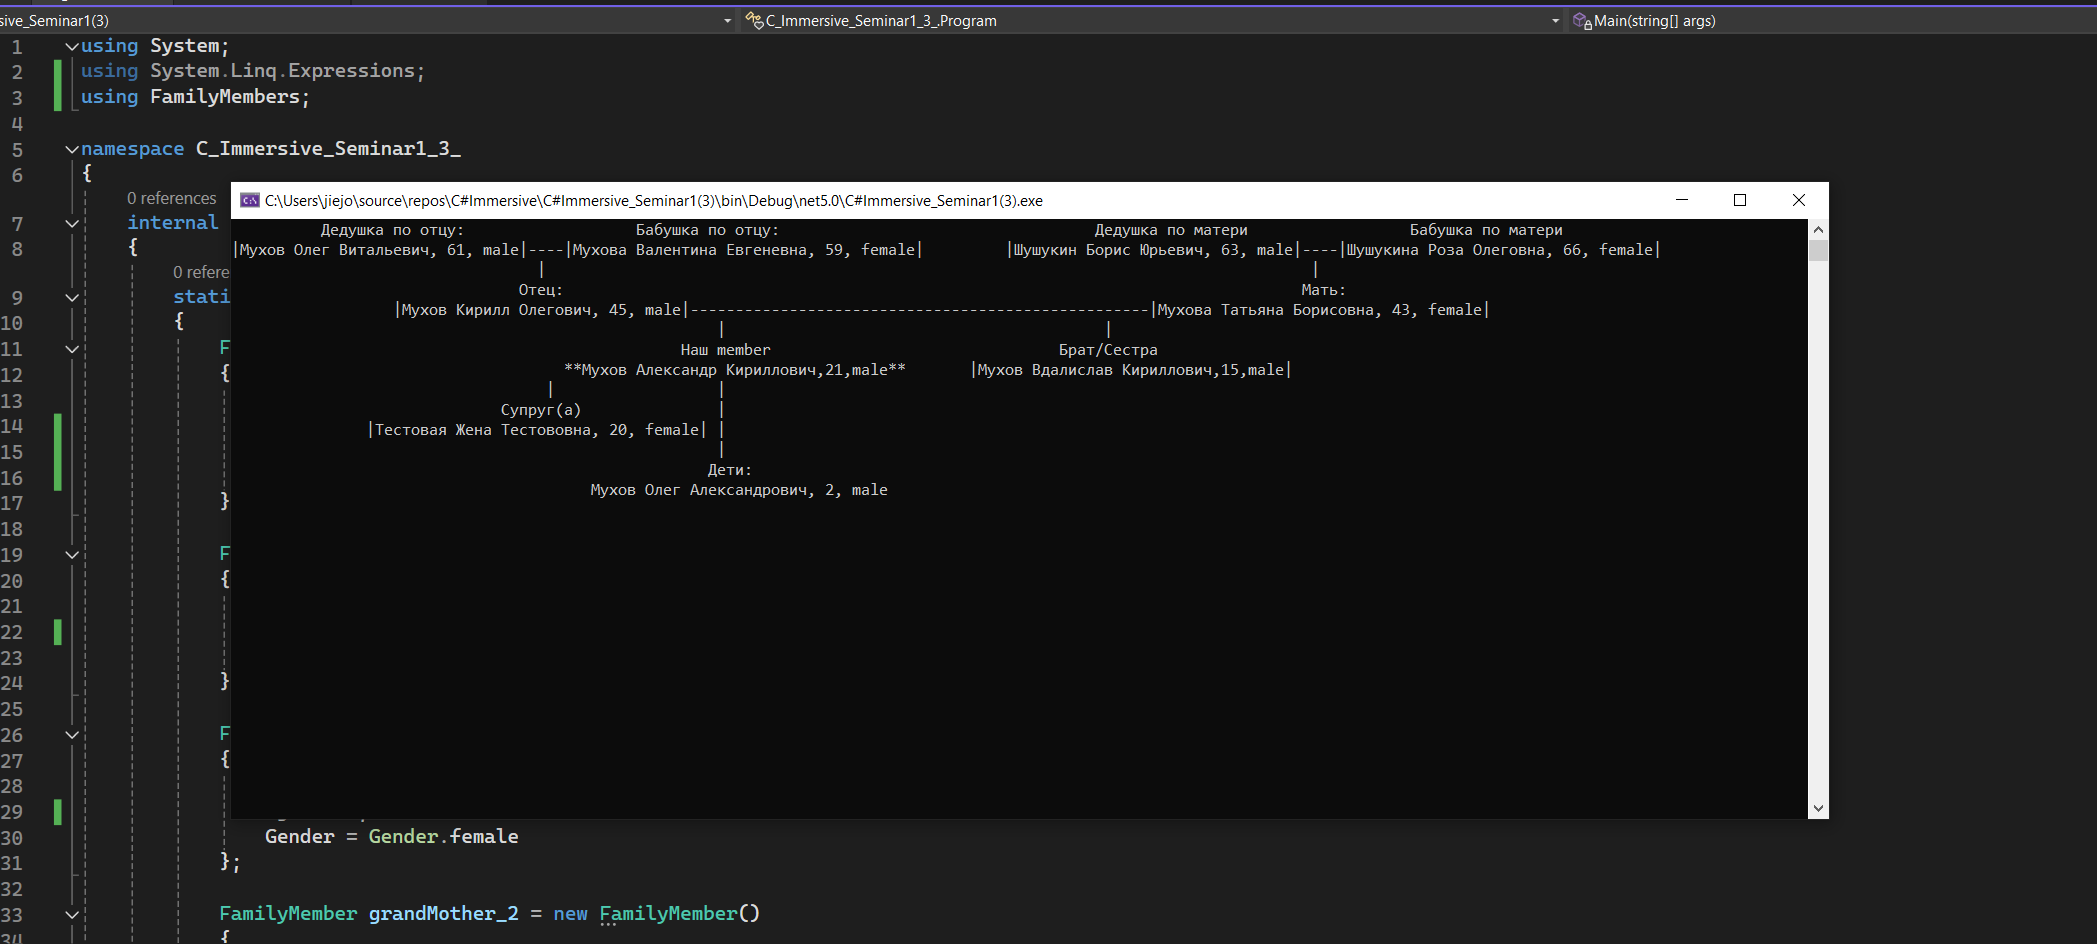 sive_Seminar1(3)
C_Immersive_Seminar1_3_.Program
Main(string[] args)
1 using System;
2 using System.Linq.Expressions;
3 using FamilyMembers;
4
5 namespace C_Immersive_Seminar1_3_
6 {
0 references
7 internal
8 {
0 refere
9 stati
10 {
11 F
12 {
13
14
15
16
17 }
18
19 F
20 {
21
22
23
24 }
25
26 F
27 {
28
29
30 Gender = Gender.female
31 };
32
33 FamilyMember grandMother_2 = new FamilyMember()
34 {
C:\Users\jiejo\source\repos\C#Immersive\C#Immersive_Seminar1(3)\bin\Debug\net5.0\C#Immersive_Seminar1(3).exe
Дедушка по отцу: Бабушка по отцу: Дедушка по матери Бабушка по матери
|Мухов Олег Витальевич, 61, male|----|Мухова Валентина Евгеневна, 59, female| |Шушукин Борис Юрьевич, 63, male|----|Шушукина Роза Олеговна, 66, female|
| |
Отец: Мать:
|Мухов Кирилл Олегович, 45, male|---------------------------------------------------|Мухова Татьяна Борисовна, 43, female|
| |
Наш member Брат/Сестра
**Мухов Александр Кириллович,21,male** |Мухов Вдалислав Кириллович,15,male|
| |
Супруг(а) |
|Тестовая Жена Тестововна, 20, female| |
|
Дети:
Мухов Олег Александрович, 2, male